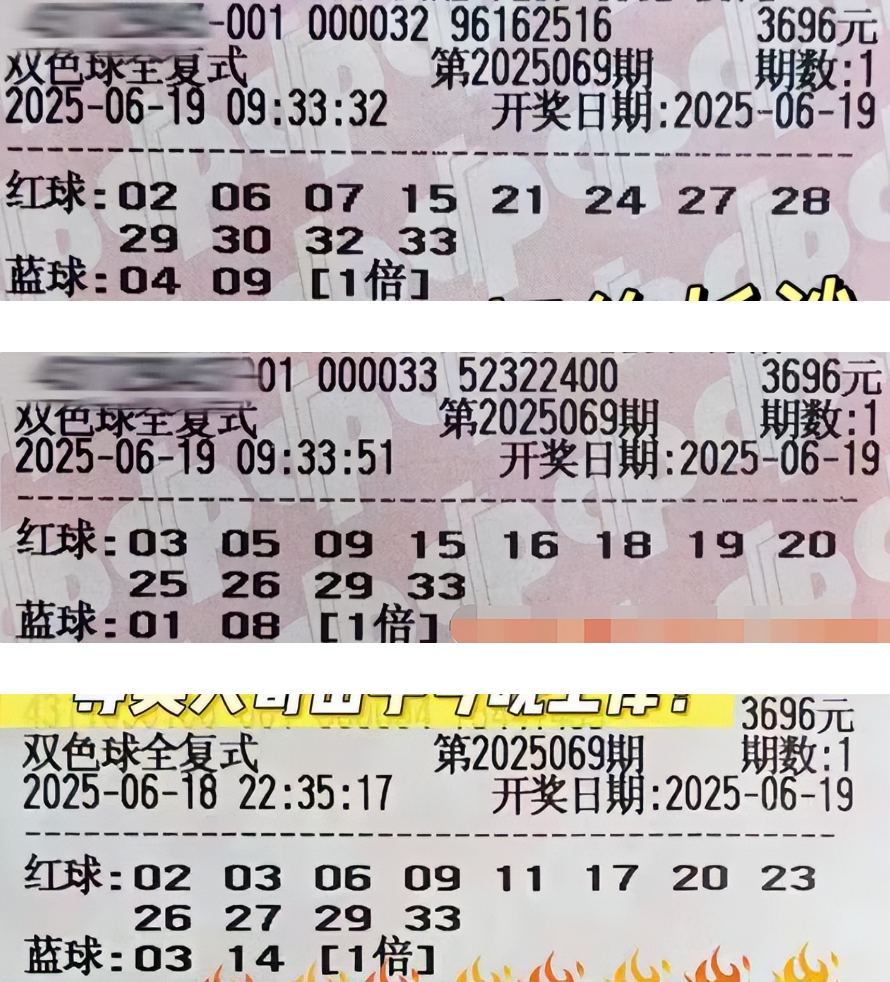 -001 000032 96162516 3696元
双色球全复式 第2025069期 期数:1
2025-06-19 09:33:32 开奖日期:2025-06-19
红球:02 06 07 15 21 24 27 28
29 30 32 33
蓝球:04 09 [1倍]
01 000033 52322400 3696元
双色球全复式 第2025069期 期数:1
2025-06-19 09:33:51 开奖日期:2025-06-19
红球:03 05 09 15 16 18 19 20
25 26 29 33
蓝球:01 08 [1倍]
3696元
双色球全复式 第2025069期 期数:1
2025-06-18 22:35:17 开奖日期:2025-06-19
红球:02 03 06 09 11 17 20 23
26 27 29 33
蓝球:03 14 [1倍]